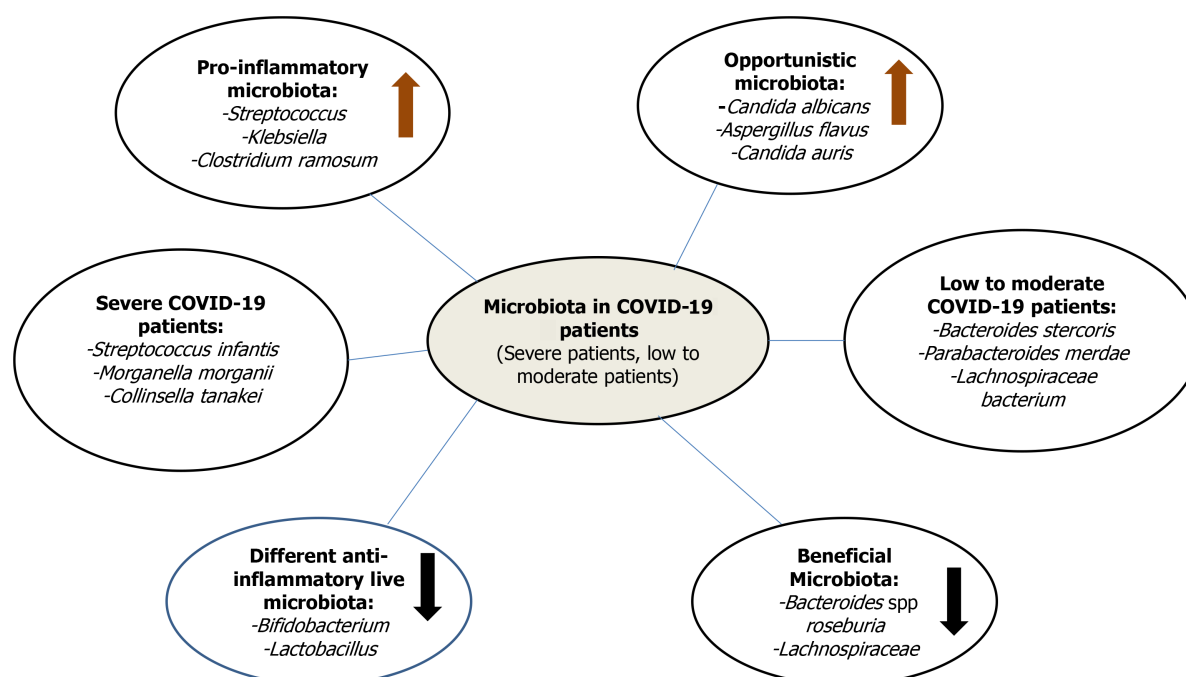 Pro-inflammatory
microbiota:
-Streptococcus
-Klebsiella
-Clostridium ramosum
Opportunistic
microbiota:
-Candida albicans
-Aspergillus flavus
-Candida auris
Severe COVID-19
patients:
-Streptococcus infantis
-Morganella morganii
-Collinsella tanakei
Microbiota in COVID-19
patients
(Severe patients, low to
moderate patients)
Low to moderate
COVID-19 patients:
-Bacteroides stercoris
-Parabacteroides merdae
-Lachnospiraceae
bacterium
Different anti-
inflammatory live
microbiota:
-Bifidobacterium
-Lactobacillus
Beneficial
Microbiota:
-Bacteroides spp
roseburia
-Lachnospiraceae